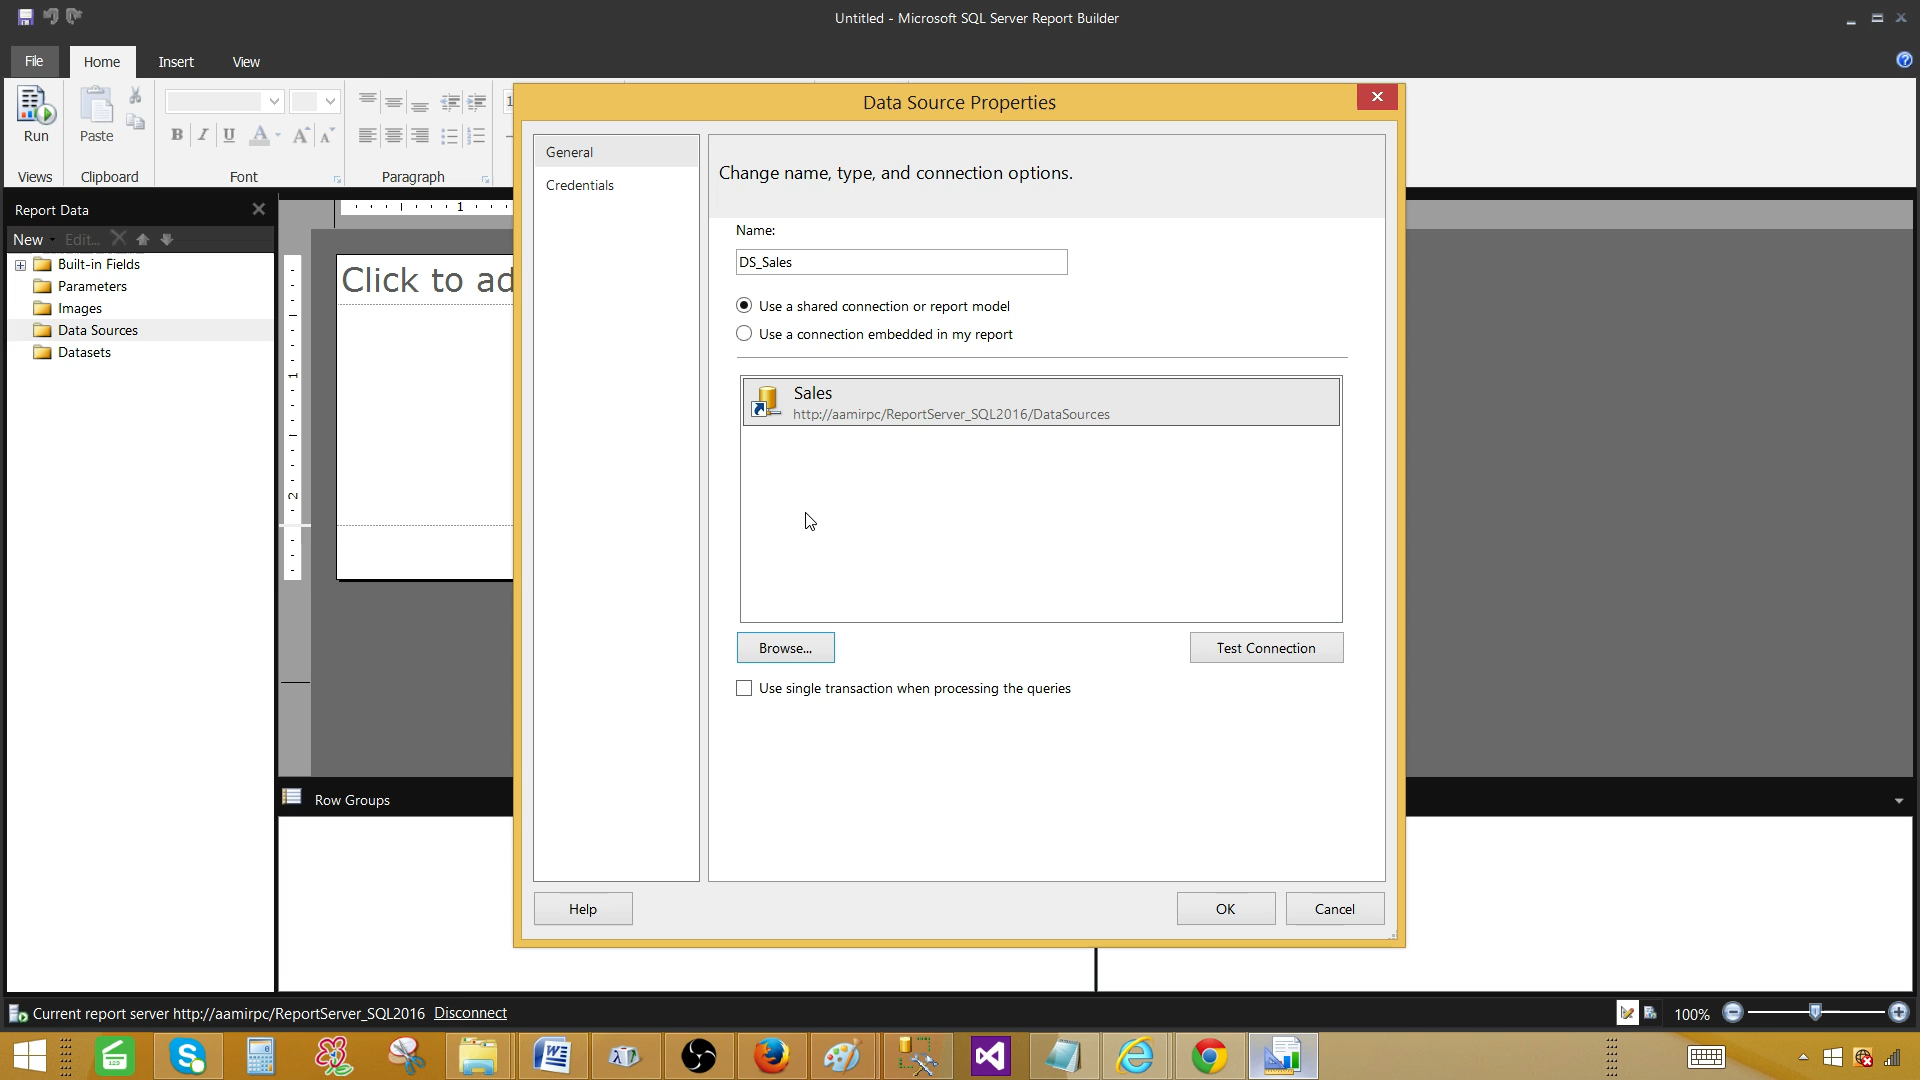 Untitled - Microsoft SQL Server Report Builder
File Home Insert View
Run
Paste
B I U A A A
Views Clipboard Font Paragraph
Report Data
New Edit...
Built-in Fields
Parameters
Images
Data Sources
Datasets
1
1
2
Click to ad
Data Source Properties
General
Credentials
Change name, type, and connection options.
Name:
DS_Sales
Use a shared connection or report model
Use a connection embedded in my report
Sales
http://aamirpc/ReportServer_SQL2016/DataSources
Browse...
Test Connection
Use single transaction when processing the queries
Help
OK
Cancel
Row Groups
Current report server http://aamirpc/ReportServer_SQL2016 Disconnect
100%